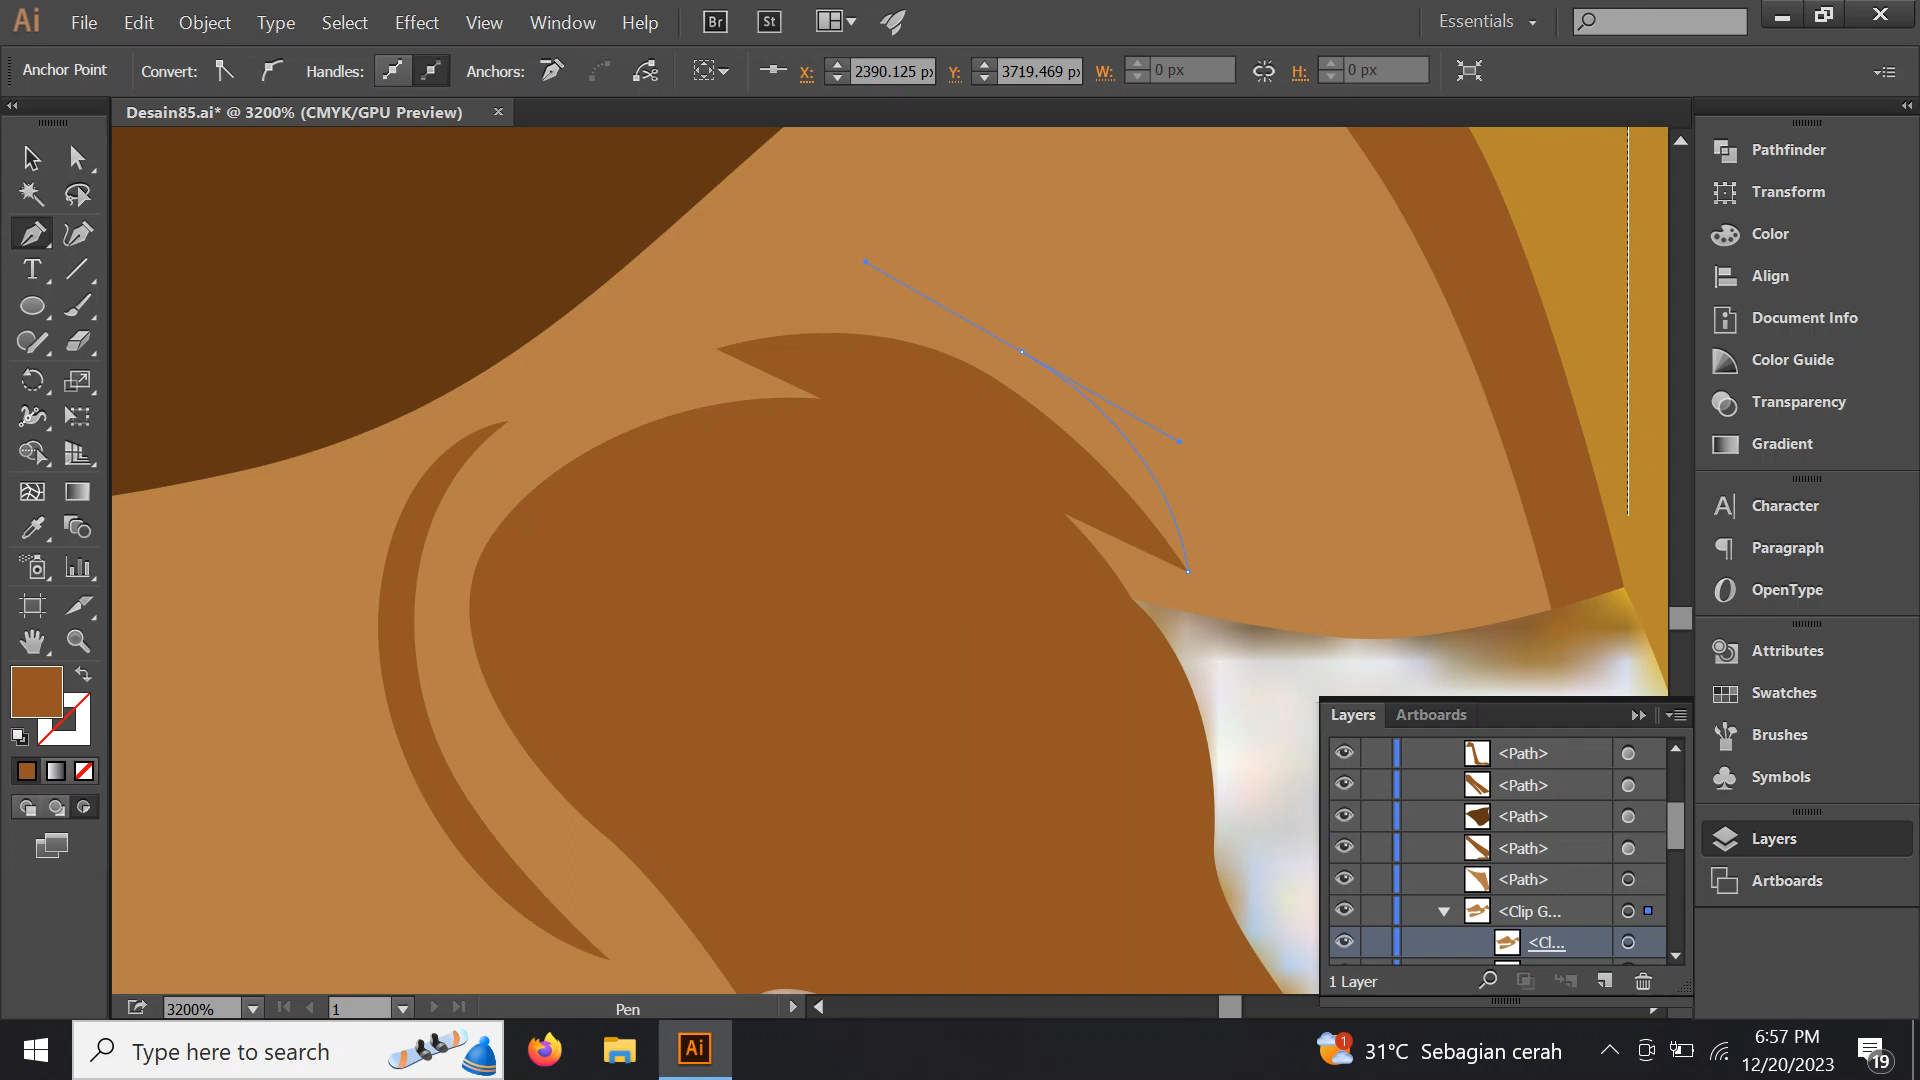 Ai File Edit Object Type Select Effect View Window Help Br St Essentials
Anchor Point Convert: Handles: Anchors: X: 2390.125 px Y: 3719.469 px W: 0 px H: 0 px
Desain85.ai* @ 3200% (CMYK/GPU Preview)
Pathfinder
Transform
Color
Align
Document Info
Color Guide
Transparency
Gradient
Character
Paragraph
OpenType
Attributes
Swatches
Brushes
Symbols
Layers
Artboards
Layers Artboards
<Path>
<Path>
<Path>
<Path>
<Path>
<Clip G...
<Cl...
1 Layer
3200% 1 Pen
Type here to search
Ai
1
31°C Sebagian cerah
6:57 PM
12/20/2023
19